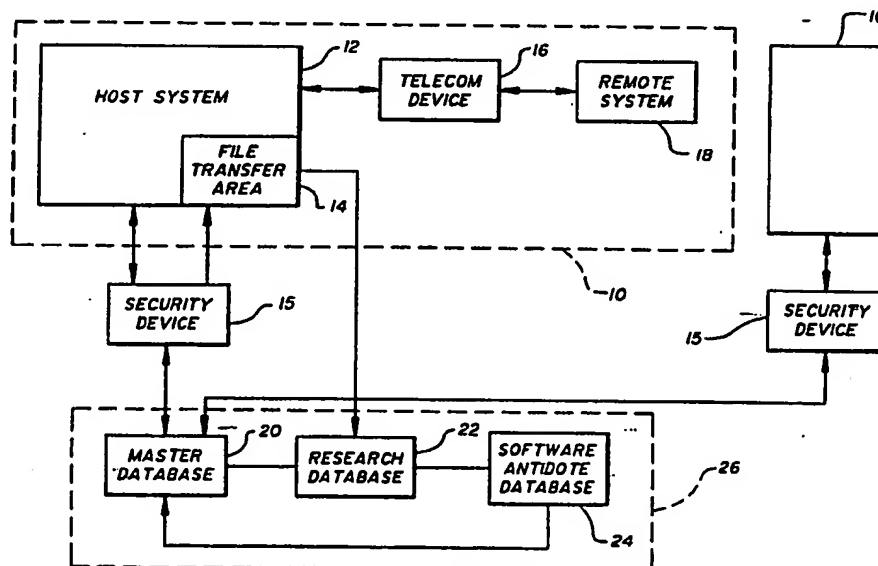 12
HOST SYSTEM
FILE
TRANSFER
AREA
14
TELECOM
DEVICE
16
REMOTE
SYSTEM
18
10
SECURITY
DEVICE
15
SECURITY
DEVICE
15
MASTER
DATABASE
20
RESEARCH
DATABASE
22
SOFTWARE
ANTIDOTE
DATABASE
24
26